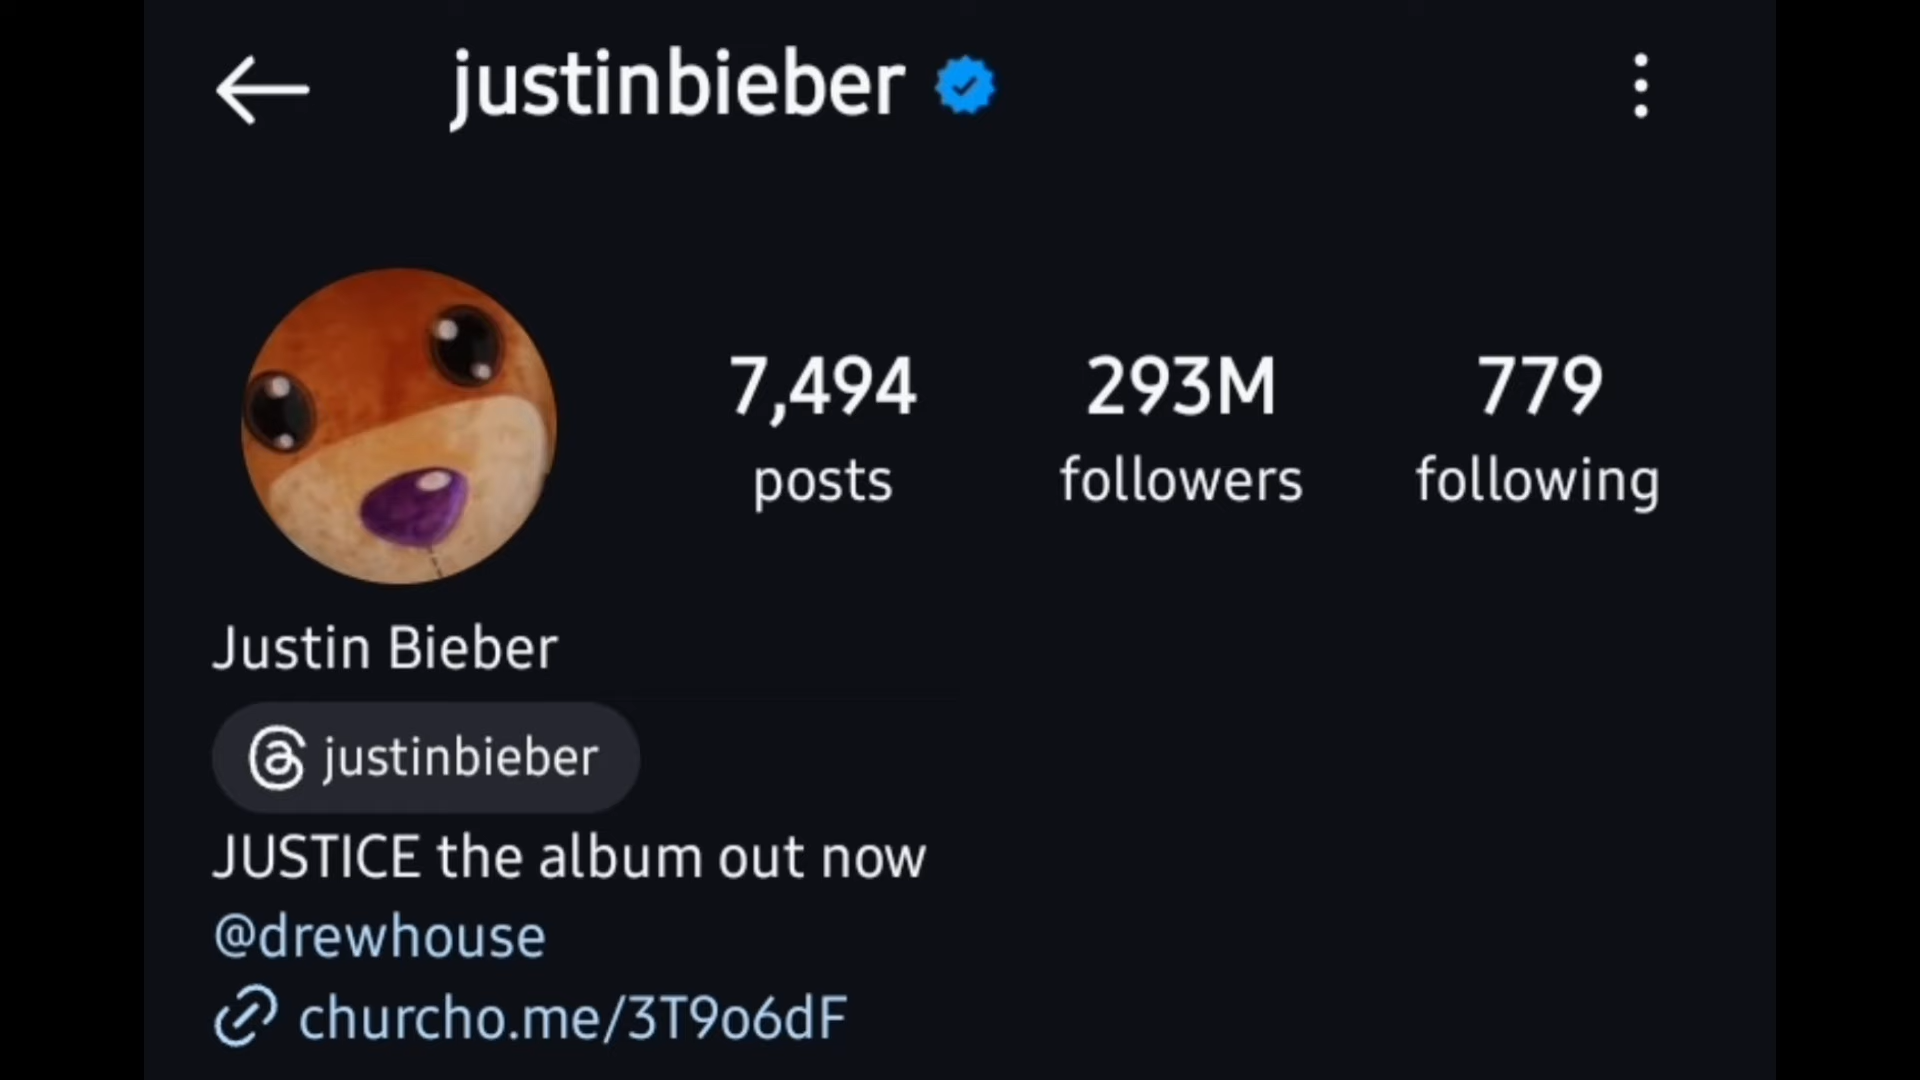 justinbieber
7,494 293M 779
posts followers following
Justin Bieber
justinbieber
JUSTICE the album out now
@drewhouse
churcho.me/3T9o6dF